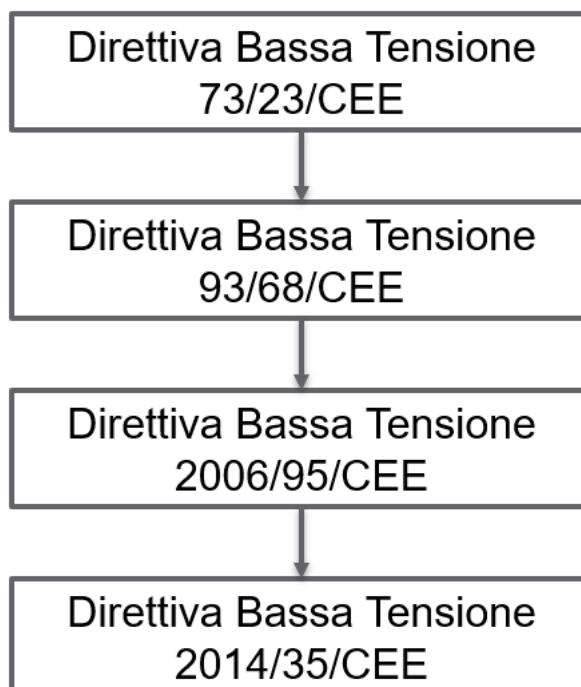 Direttiva Bassa Tensione
73/23/CEE
Direttiva Bassa Tensione
93/68/CEE
Direttiva Bassa Tensione
2006/95/CEE
Direttiva Bassa Tensione
2014/35/CEE